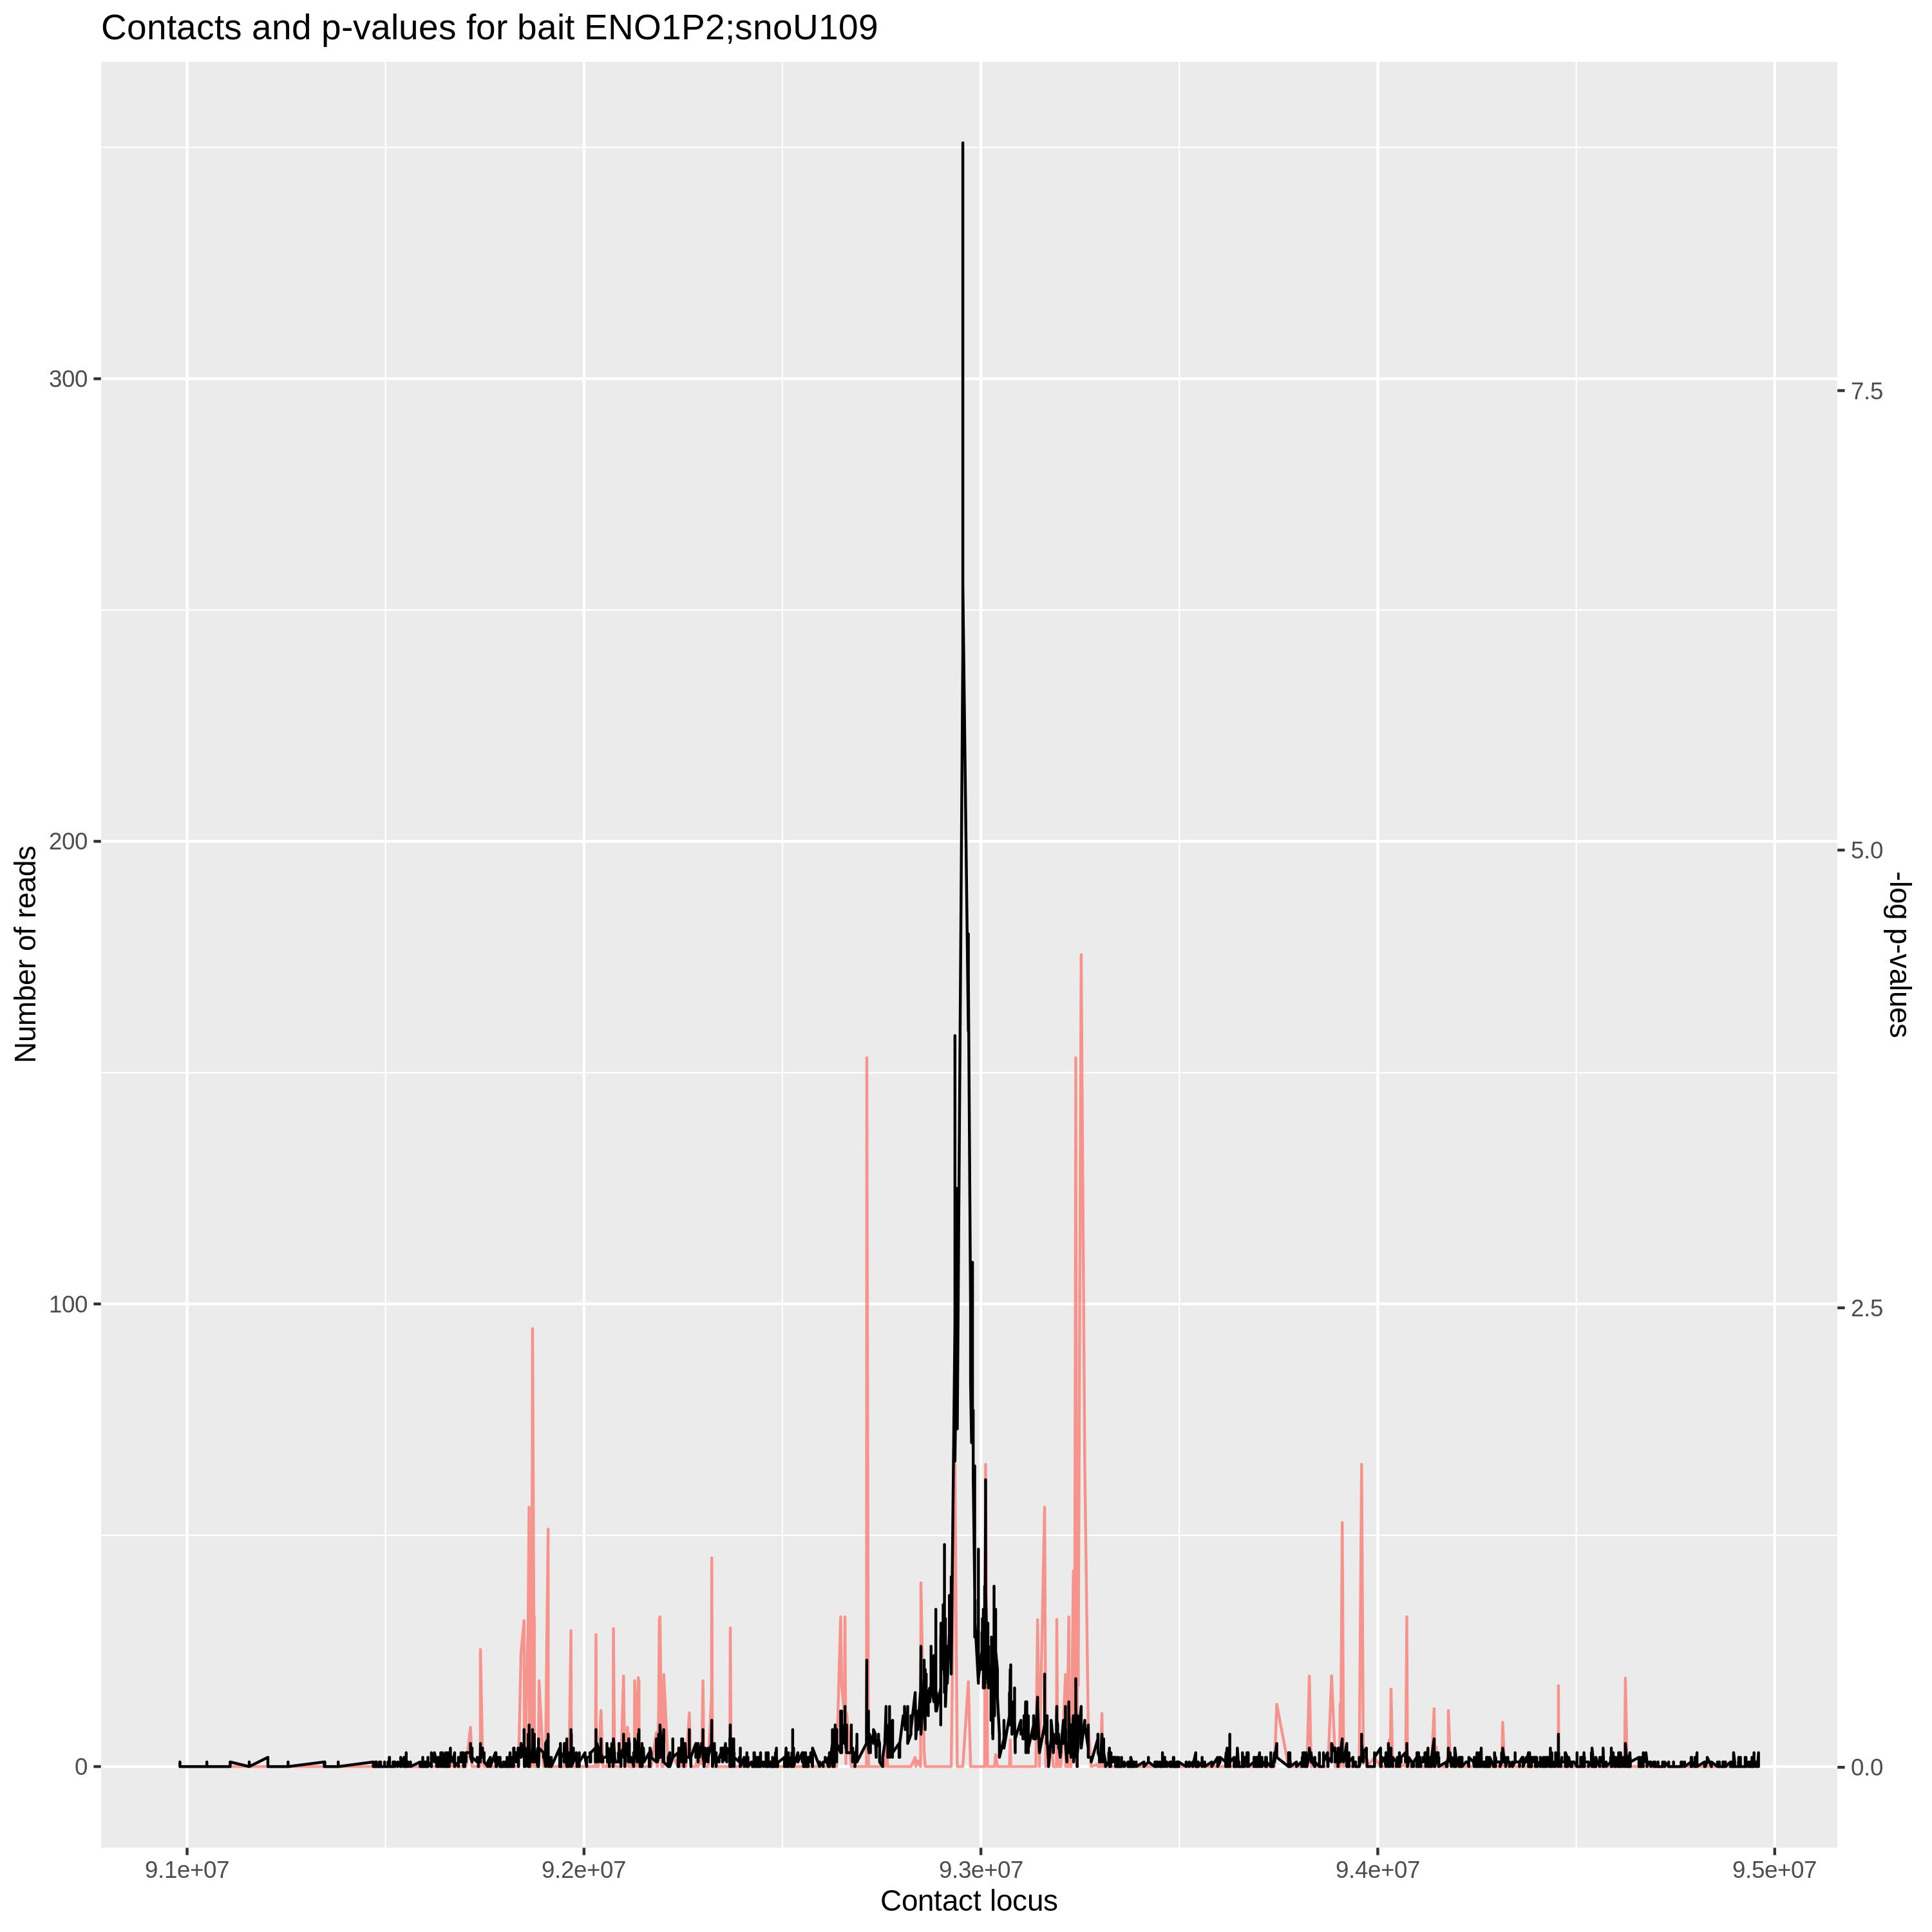 Contacts and p-values for bait ENO1P2;snoU109
300
200
100
0
Number of reads
7.5
5.0
2.5
0.0
-log p-values
9.1e+07 9.2e+07 9.3e+07 9.4e+07 9.5e+07
Contact locus